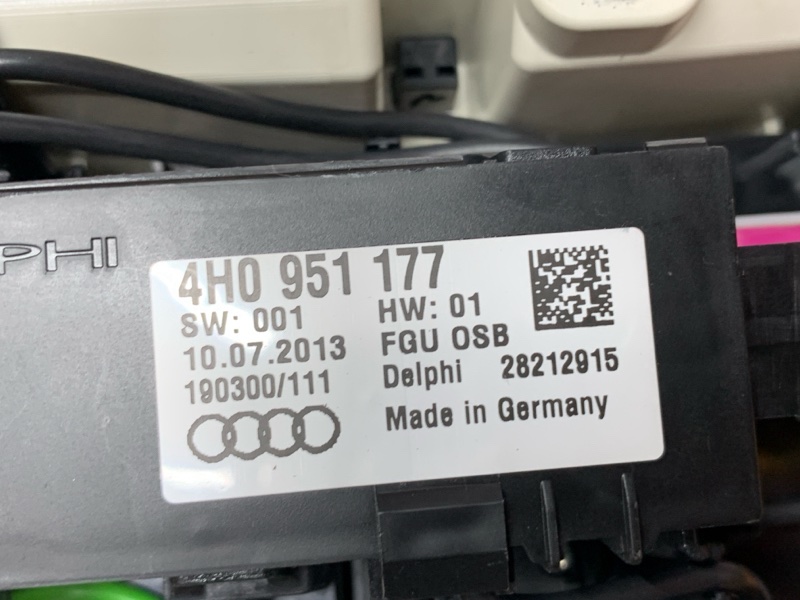 PHI
4H0 951 177
SW: 001 HW: 01
10.07.2013 FGU OSB
190300/111 Delphi 28212915
Made in Germany